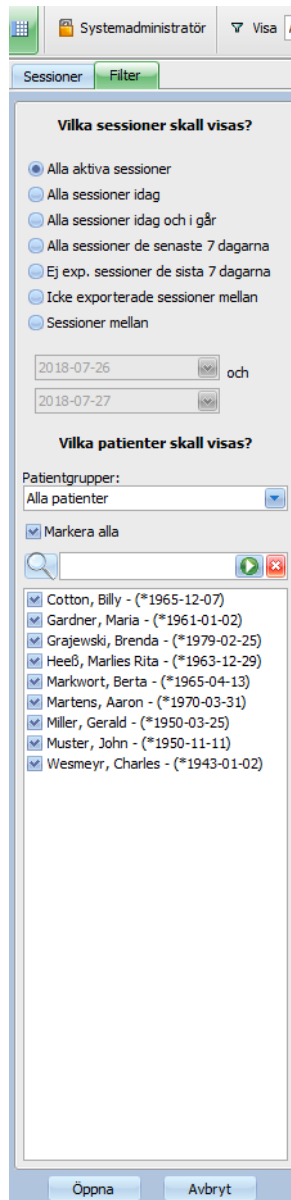 Systemadministratör Visa
Sessioner Filter
Vilka sessioner skall visas?
Alla aktiva sessioner
Alla sessioner idag
Alla sessioner idag och i går
Alla sessioner de senaste 7 dagarna
Ej exp. sessioner de sista 7 dagarna
Icke exporterade sessioner mellan
Sessioner mellan
2018-07-26 och
2018-07-27
Vilka patienter skall visas?
Patientgrupper:
Alla patienter
Markera alla
Cotton, Billy - (*1965-12-07)
Gardner, Maria - (*1961-01-02)
Grajewski, Brenda - (*1979-02-25)
Heeß, Marlies Rita - (*1963-12-29)
Markwort, Berta - (*1965-04-13)
Martens, Aaron - (*1970-03-31)
Miller, Gerald - (*1950-03-25)
Muster, John - (*1950-11-11)
Wesmeyr, Charles - (*1943-01-02)
Öppna Avbryt